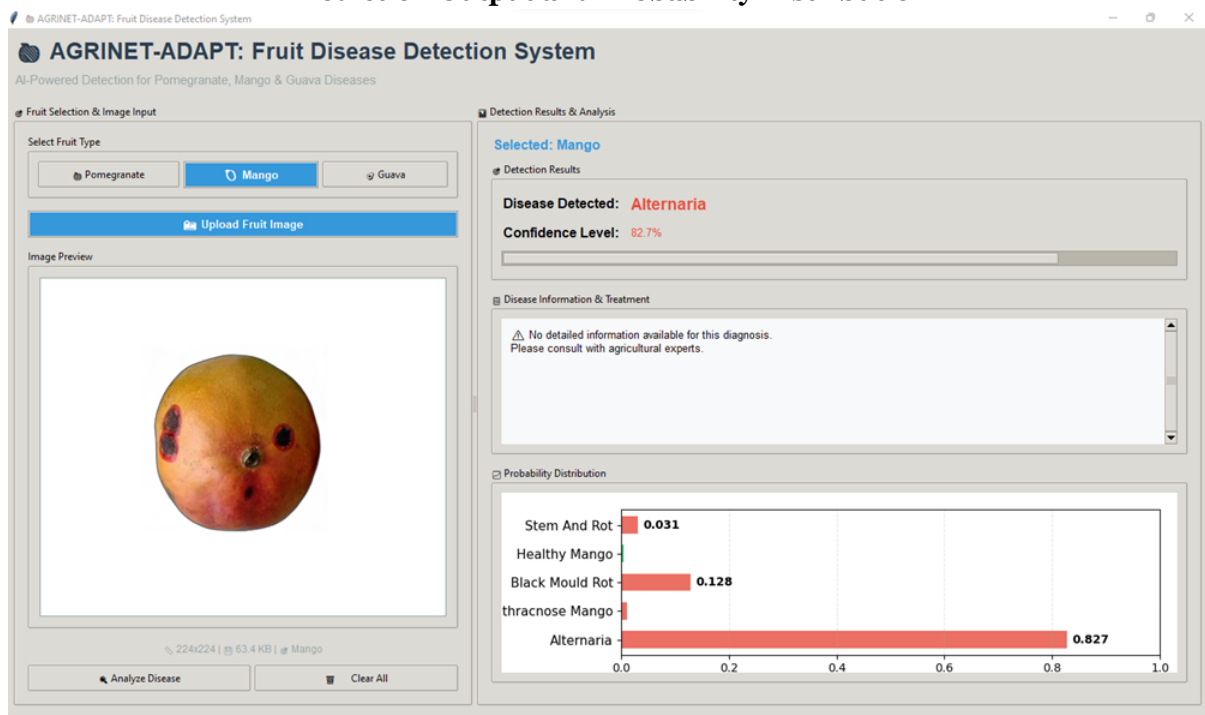 AGRINET-ADAPT: Fruit Disease Detection System
AGRINET-ADAPT: Fruit Disease Detection System
AI-Powered Detection for Pomegranate, Mango & Guava Diseases
Fruit Selection & Image Input
Select Fruit Type
Pomegranate
Mango
Guava
Upload Fruit Image
Image Preview
224x224 | 63.4 KB | Mango
Analyze Disease
Clear All
Detection Results & Analysis
Selected: Mango
Detection Results
Disease Detected: Alternaria
Confidence Level: 82.7%
Disease Information & Treatment
⚠ No detailed information available for this diagnosis.
Please consult with agricultural experts.
Probability Distribution
Stem And Rot 0.031
Healthy Mango
Black Mould Rot 0.128
thracnose Mango
Alternaria 0.827
0.0 0.2 0.4 0.6 0.8 1.0